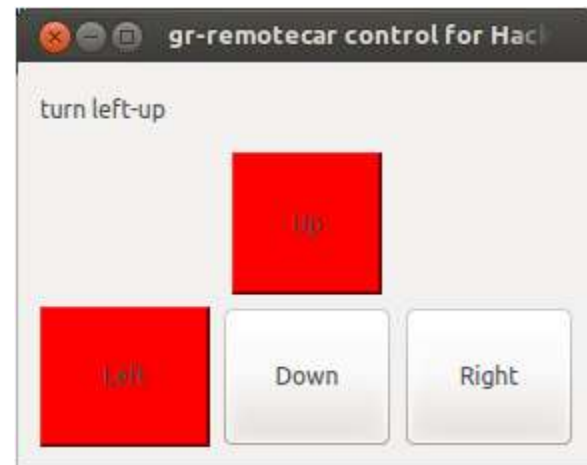 gr-remotecar control for Hac
turn left-up
Up
Left
Down
Right